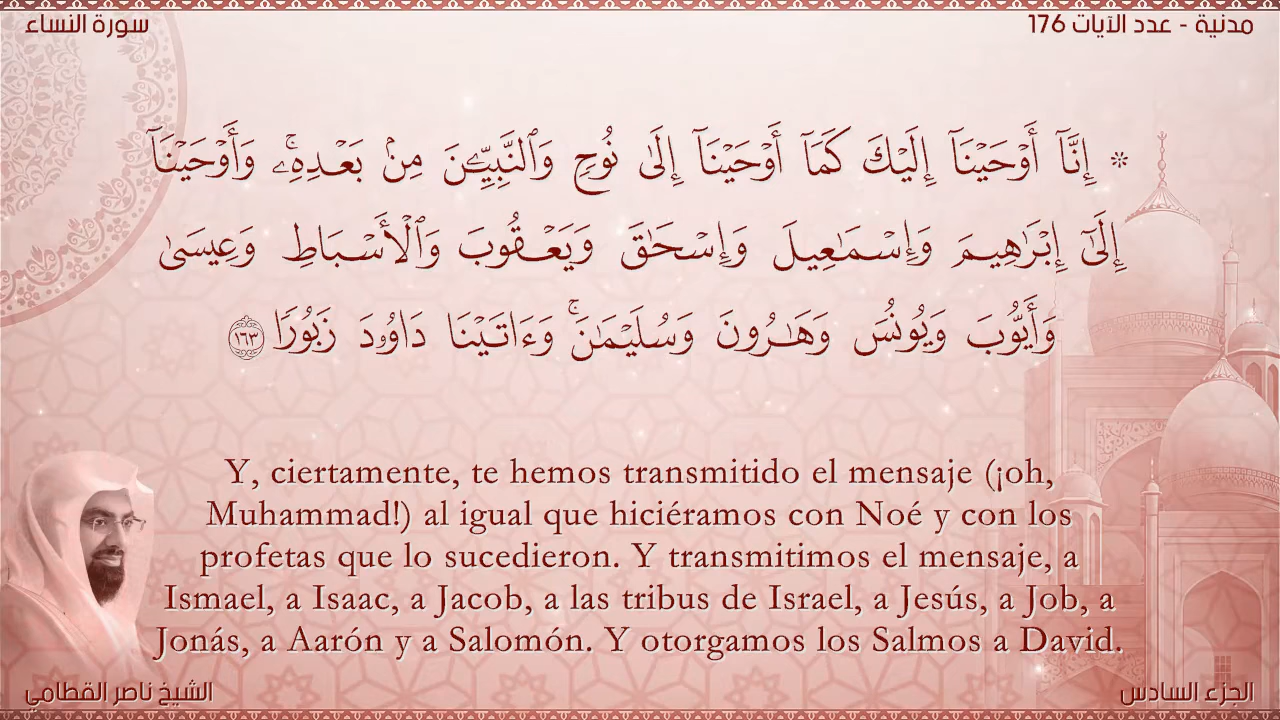 سورة النساء
مدنية - عدد الآيات 176
* إِنَّآ أَوْحَيْنَآ إِلَيْكَ كَمَآ أَوْحَيْنَآ إِلَىٰ نُوحٍ وَٱلنَّبِيِّـۧنَ مِنۢ بَعْدِهِۦۚ وَأَوْحَيْنَآ
إِلَىٰٓ إِبْرَٰهِيمَ وَإِسْمَٰعِيلَ وَإِسْحَٰقَ وَيَعْقُوبَ وَٱلْأَسْبَاطِ وَعِيسَىٰ
وَأَيُّوبَ وَيُونُسَ وَهَٰرُونَ وَسُلَيْمَٰنَۚ وَءَاتَيْنَا دَاوُۥدَ زَبُورًا ١٦٣
Y, ciertamente, te hemos transmitido el mensaje (¡oh,
Muhammad!) al igual que hiciéramos con Noé y con los
profetas que lo sucedieron. Y transmitimos el mensaje, a
Ismael, a Isaac, a Jacob, a las tribus de Israel, a Jesús, a Job, a
Jonás, a Aarón y a Salomón. Y otorgamos los Salmos a David.
الشيخ ناصر القطامي
الجزء السادس